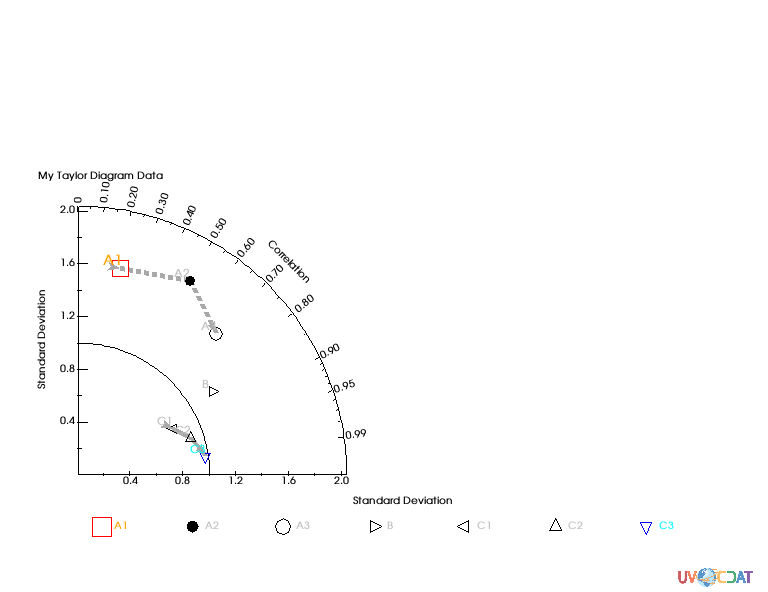 My Taylor Diagram Data
0 0.10 0.20 0.30 0.40 0.50 0.60 0.70 0.80 0.90 0.95 0.99
Correlation
2.0
1.6
1.2
0.8
0.4
Standard Deviation
A1
A2
B
C1
C2
0.4 0.8 1.2 1.6 2.0
Standard Deviation
A1 A2 A3 B C1 C2 C3
UV CDAT